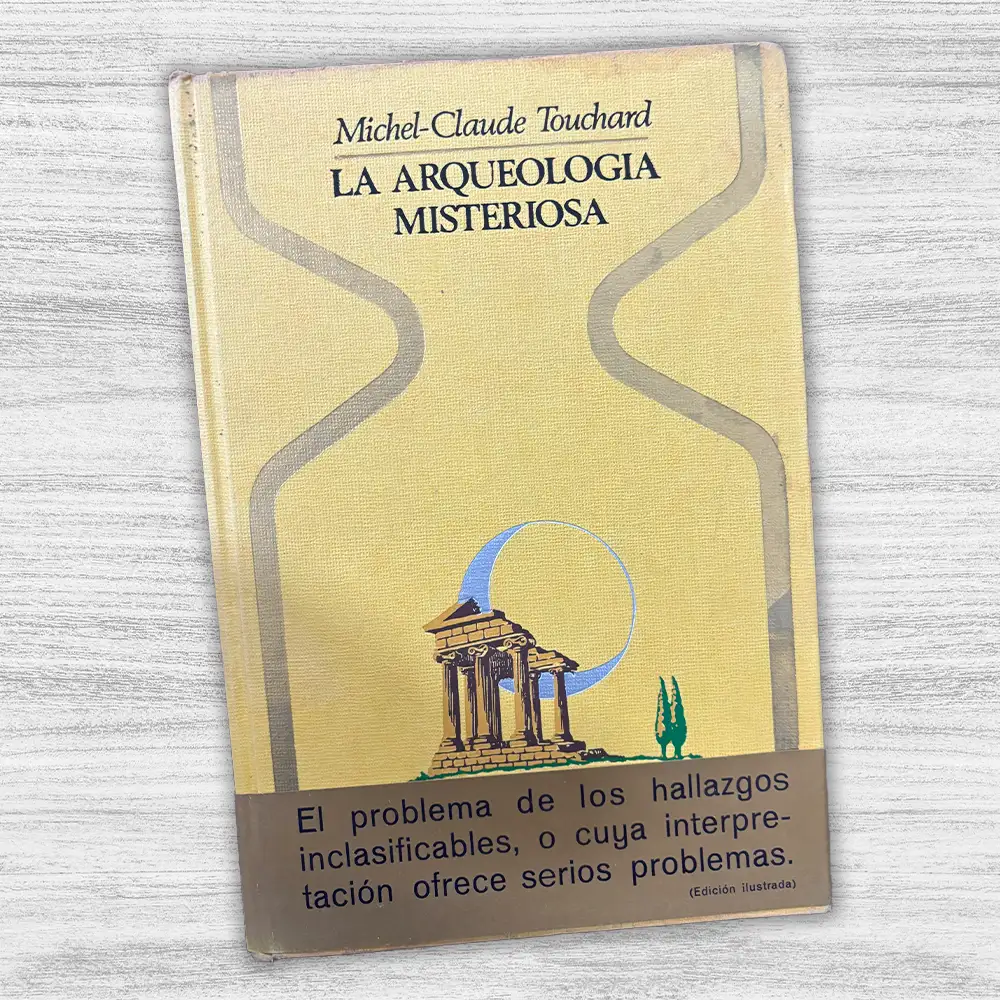 Michel-Claude Touchard
LA ARQUEOLOGIA
MISTERIOSA
El problema de los hallazgos
inclasificables, o cuya interpre-
tación ofrece serios problemas.
(Edición ilustrada)